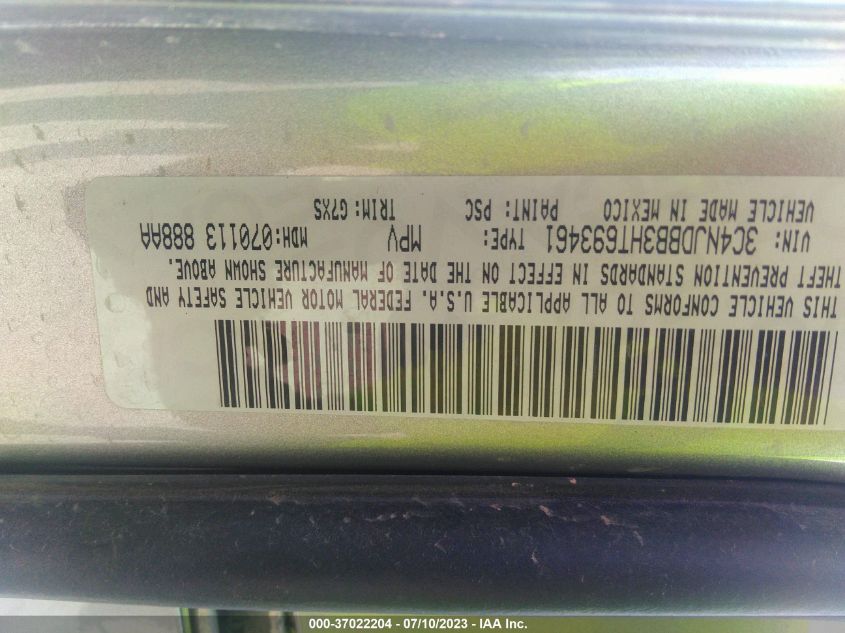 THIS VEHICLE CONFORMS TO ALL APPLICABLE U.S.A. FEDERAL MOTOR VEHICLE SAFETY AND
THEFT PREVENTION STANDARDS IN EFFECT ON THE DATE OF MANUFACTURE SHOWN ABOVE.
VIN: 3C4NJDBB3HT693461 TYPE: MPV MDH:070113 888AA
VEHICLE MADE IN MEXICO PAINT: PSC TRIM: G7XS
000-37022204 - 07/10/2023 - IAA Inc.